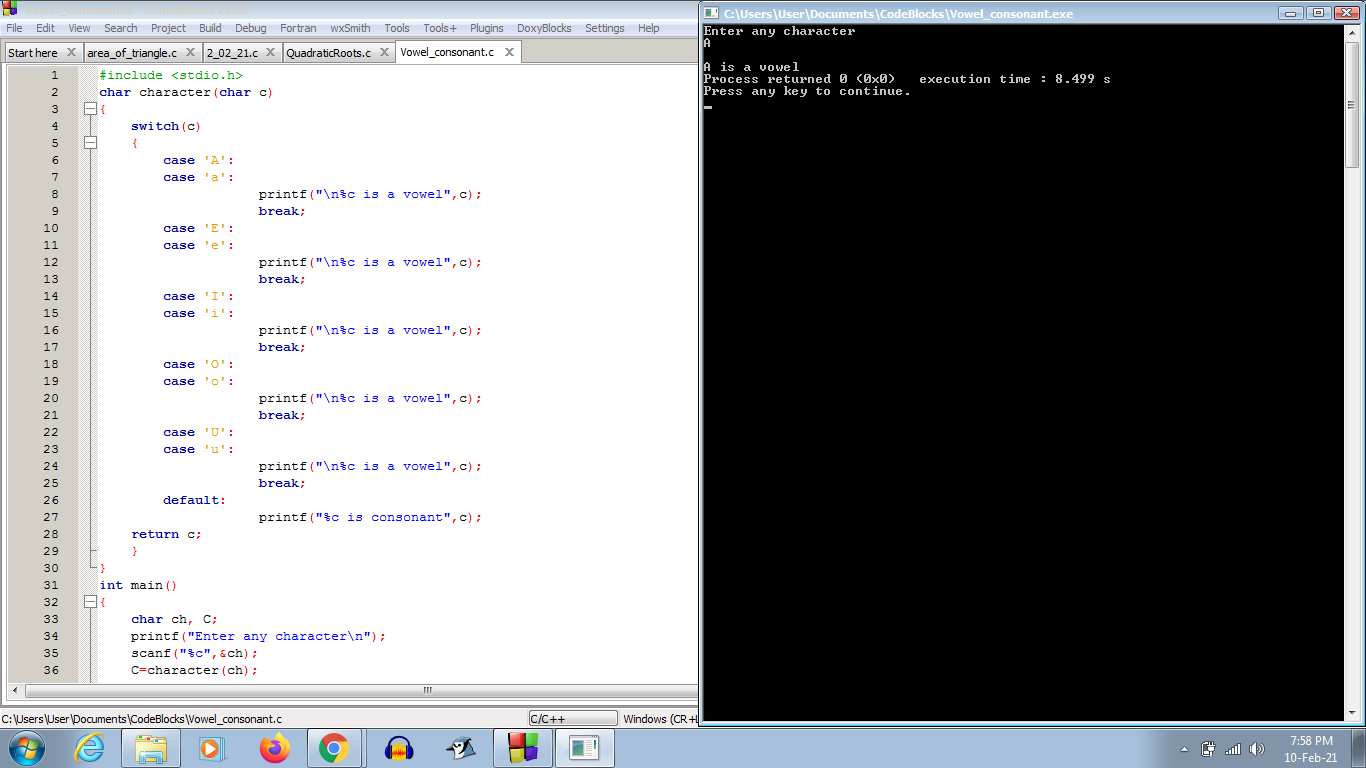 File Edit View Search Project Build Debug Fortran wxSmith Tools Tools+ Plugins DoxyBlocks Settings Help
Start here area_of_triangle.c 2_02_21.c QuadraticRoots.c Vowel_consonant.c
1 #include <stdio.h>
2 char character(char c)
3 {
4 switch(c)
5 {
6 case 'A':
7 case 'a':
8 printf("\n%c is a vowel",c);
9 break;
10 case 'E':
11 case 'e':
12 printf("\n%c is a vowel",c);
13 break;
14 case 'I':
15 case 'i':
16 printf("\n%c is a vowel",c);
17 break;
18 case 'O':
19 case 'o':
20 printf("\n%c is a vowel",c);
21 break;
22 case 'U':
23 case 'u':
24 printf("\n%c is a vowel",c);
25 break;
26 default:
27 printf("%c is consonant",c);
28 return c;
29 }
30 }
31 int main()
32 {
33 char ch, C;
34 printf("Enter any character\n");
35 scanf("%c",&ch);
36 C=character(ch);
C:\Users\User\Documents\CodeBlocks\Vowel_consonant.c C/C++ Windows (CR+L
C:\Users\User\Documents\CodeBlocks\Vowel_consonant.exe
Enter any character
A
A is a vowel
Process returned 0 (0x0) execution time : 8.499 s
Press any key to continue.
7:58 PM
10-Feb-21